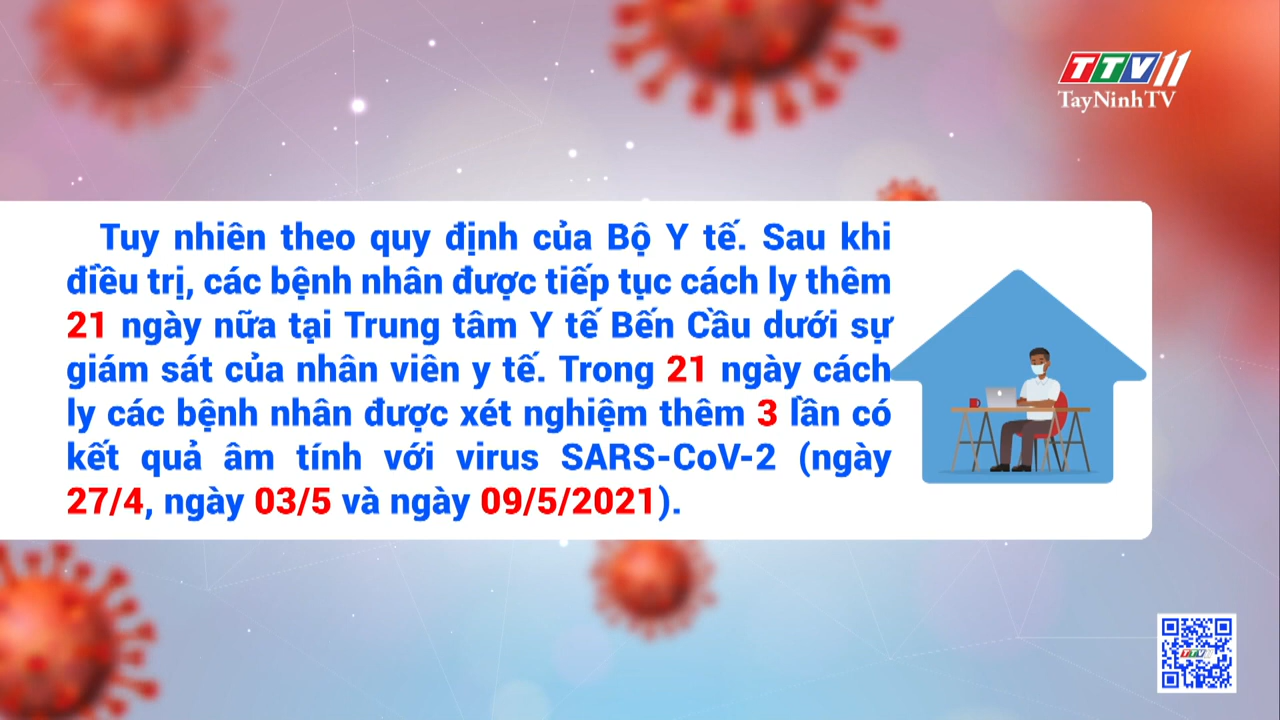 TTV11
TayNinhTV
Tuy nhiên theo quy định của Bộ Y tế. Sau khi
điều trị, các bệnh nhân được tiếp tục cách ly thêm
21 ngày nữa tại Trung tâm Y tế Bến Cầu dưới sự
giám sát của nhân viên y tế. Trong 21 ngày cách
ly các bệnh nhân được xét nghiệm thêm 3 lần có
kết quả âm tính với virus SARS-CoV-2 (ngày
27/4, ngày 03/5 và ngày 09/5/2021).
TTV11